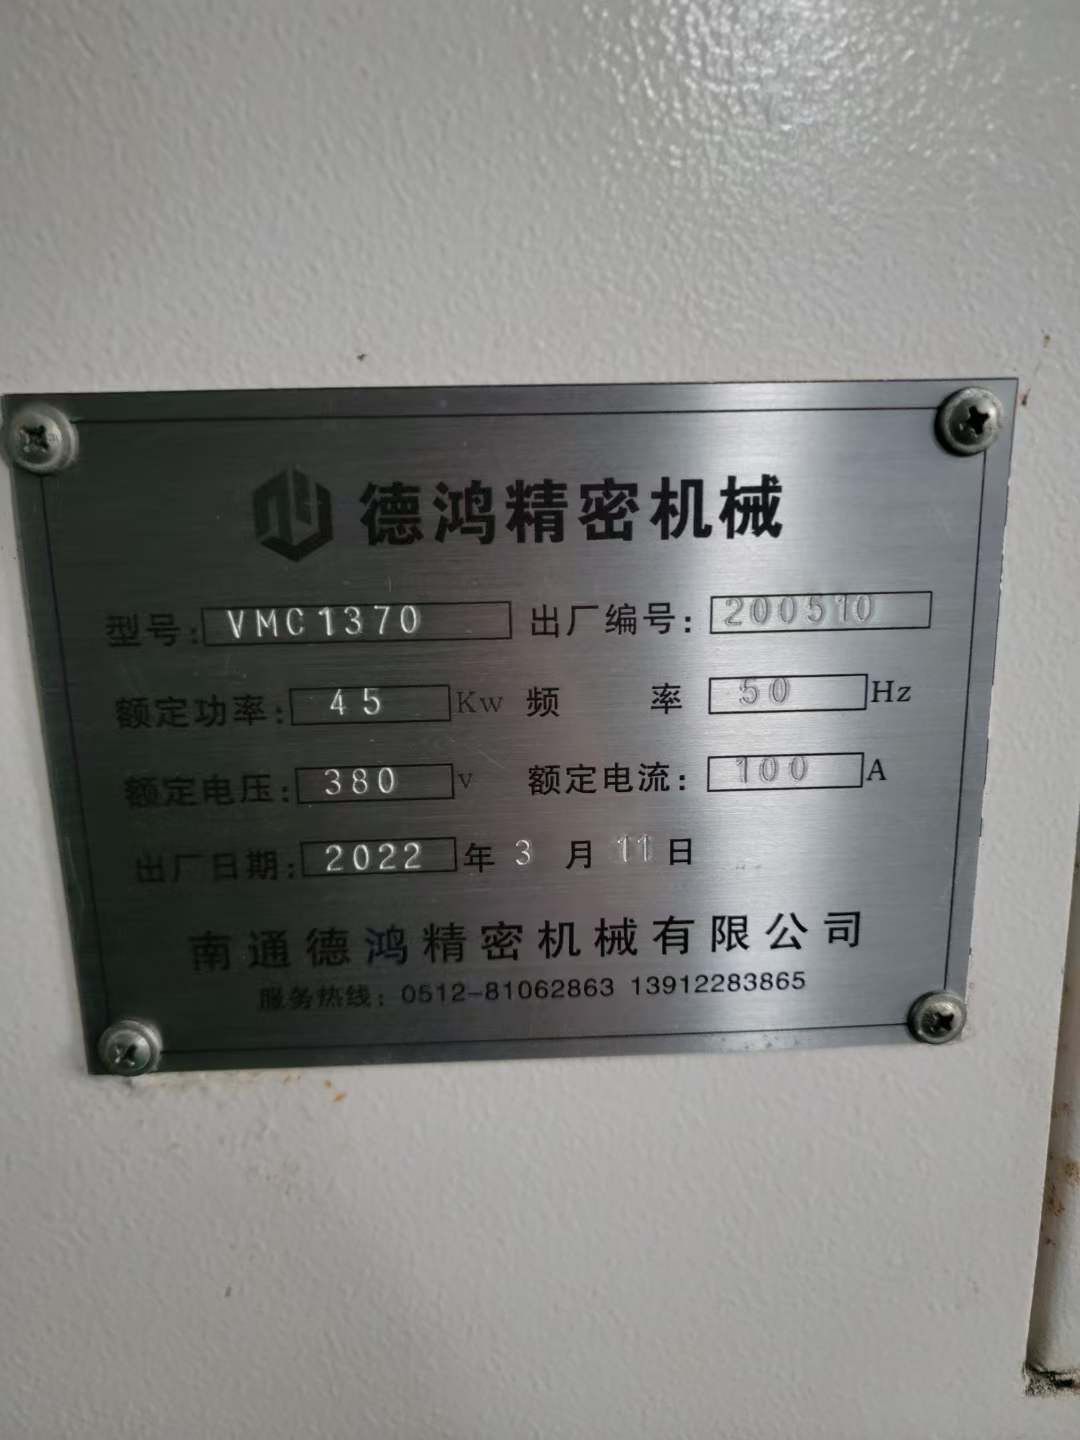 德鸿精密机械
型号: VMC1370 出厂编号: 200510
额定功率: 45 Kw 频 率 50 Hz
额定电压: 380 v 额定电流: 100 A
出厂日期: 2022 年 3 月 11 日
南通德鸿精密机械有限公司
服务热线: 0512-81062863 13912283865